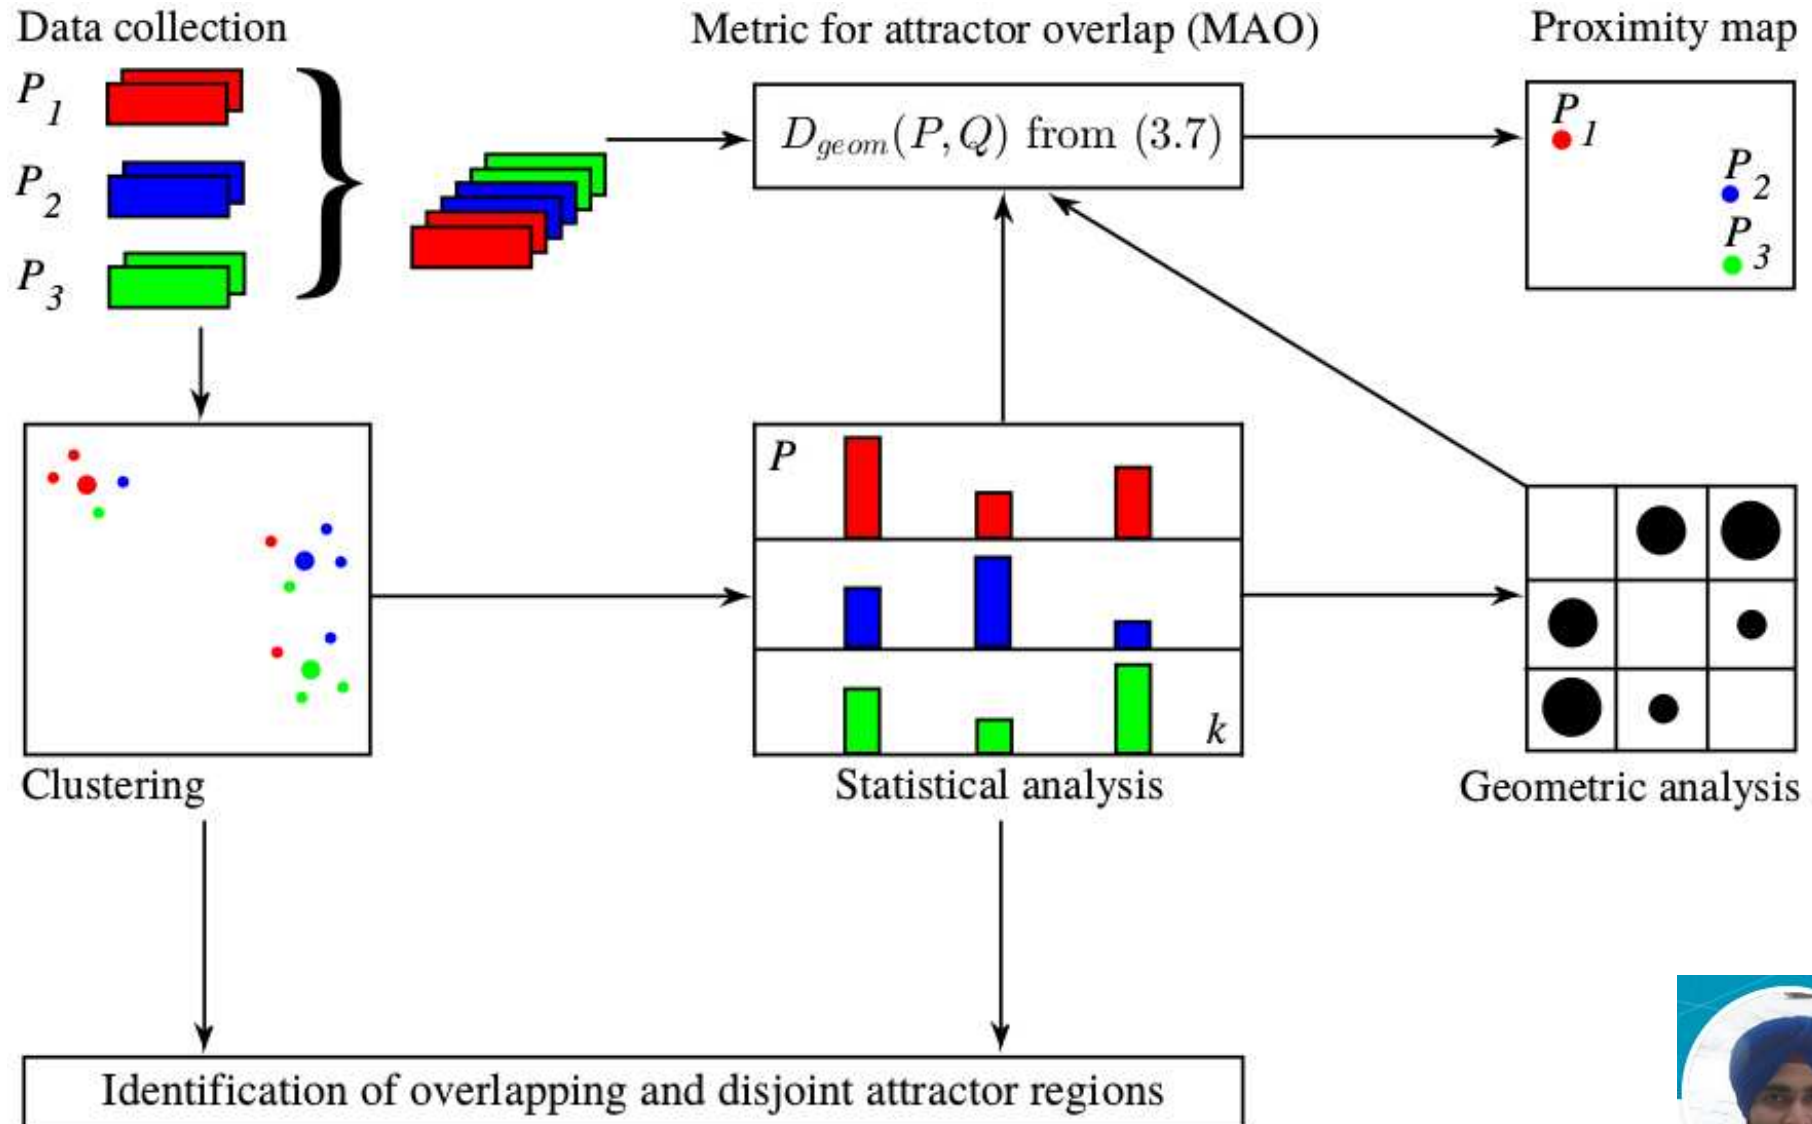 Data collection
Metric for attractor overlap (MAO)
Proximity map
P1
P2
P3
D_geom(P, Q) from (3.7)
P1
P2
P3
P
k
Clustering
Statistical analysis
Geometric analysis
Identification of overlapping and disjoint attractor regions